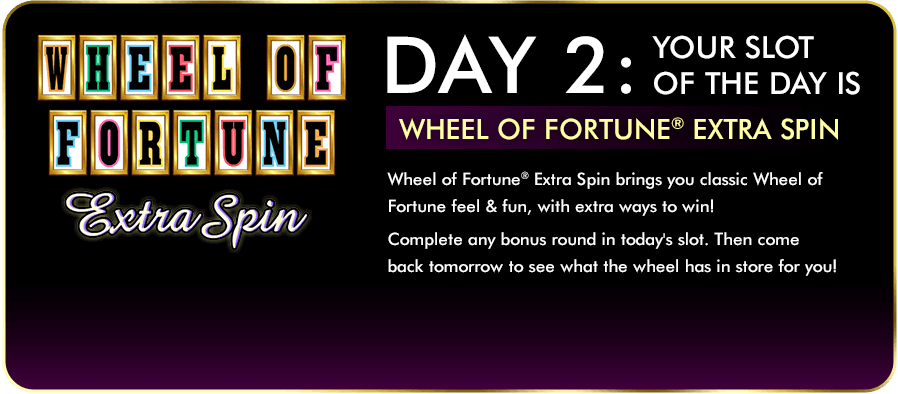 WHEEL OF
FORTUNE
Extra Spin
DAY 2: YOUR SLOT
OF THE DAY IS
WHEEL OF FORTUNE® EXTRA SPIN
Wheel of Fortune® Extra Spin brings you classic Wheel of
Fortune feel & fun, with extra ways to win!
Complete any bonus round in today's slot. Then come
back tomorrow to see what the wheel has in store for you!